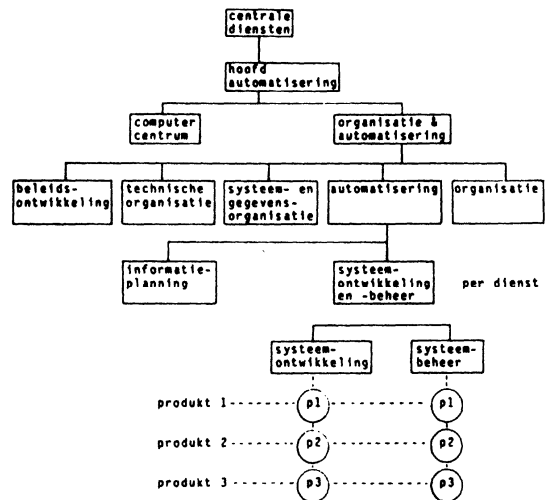 centrale
diensten
hoofd
automatisering
computer
centrum
organisatie &
automatisering
beleids-
ontwikkeling
technische
organisatie
systeem- en
gegevens-
organisatie
automatisering
organisatie
informatie-
planning
systeem-
ontwikkeling
en -beheer
per dienst
systeem-
ontwikkeling
systeem-
beheer
produkt 1 p1 p1
produkt 2 p2 p2
produkt 3 p3 p3